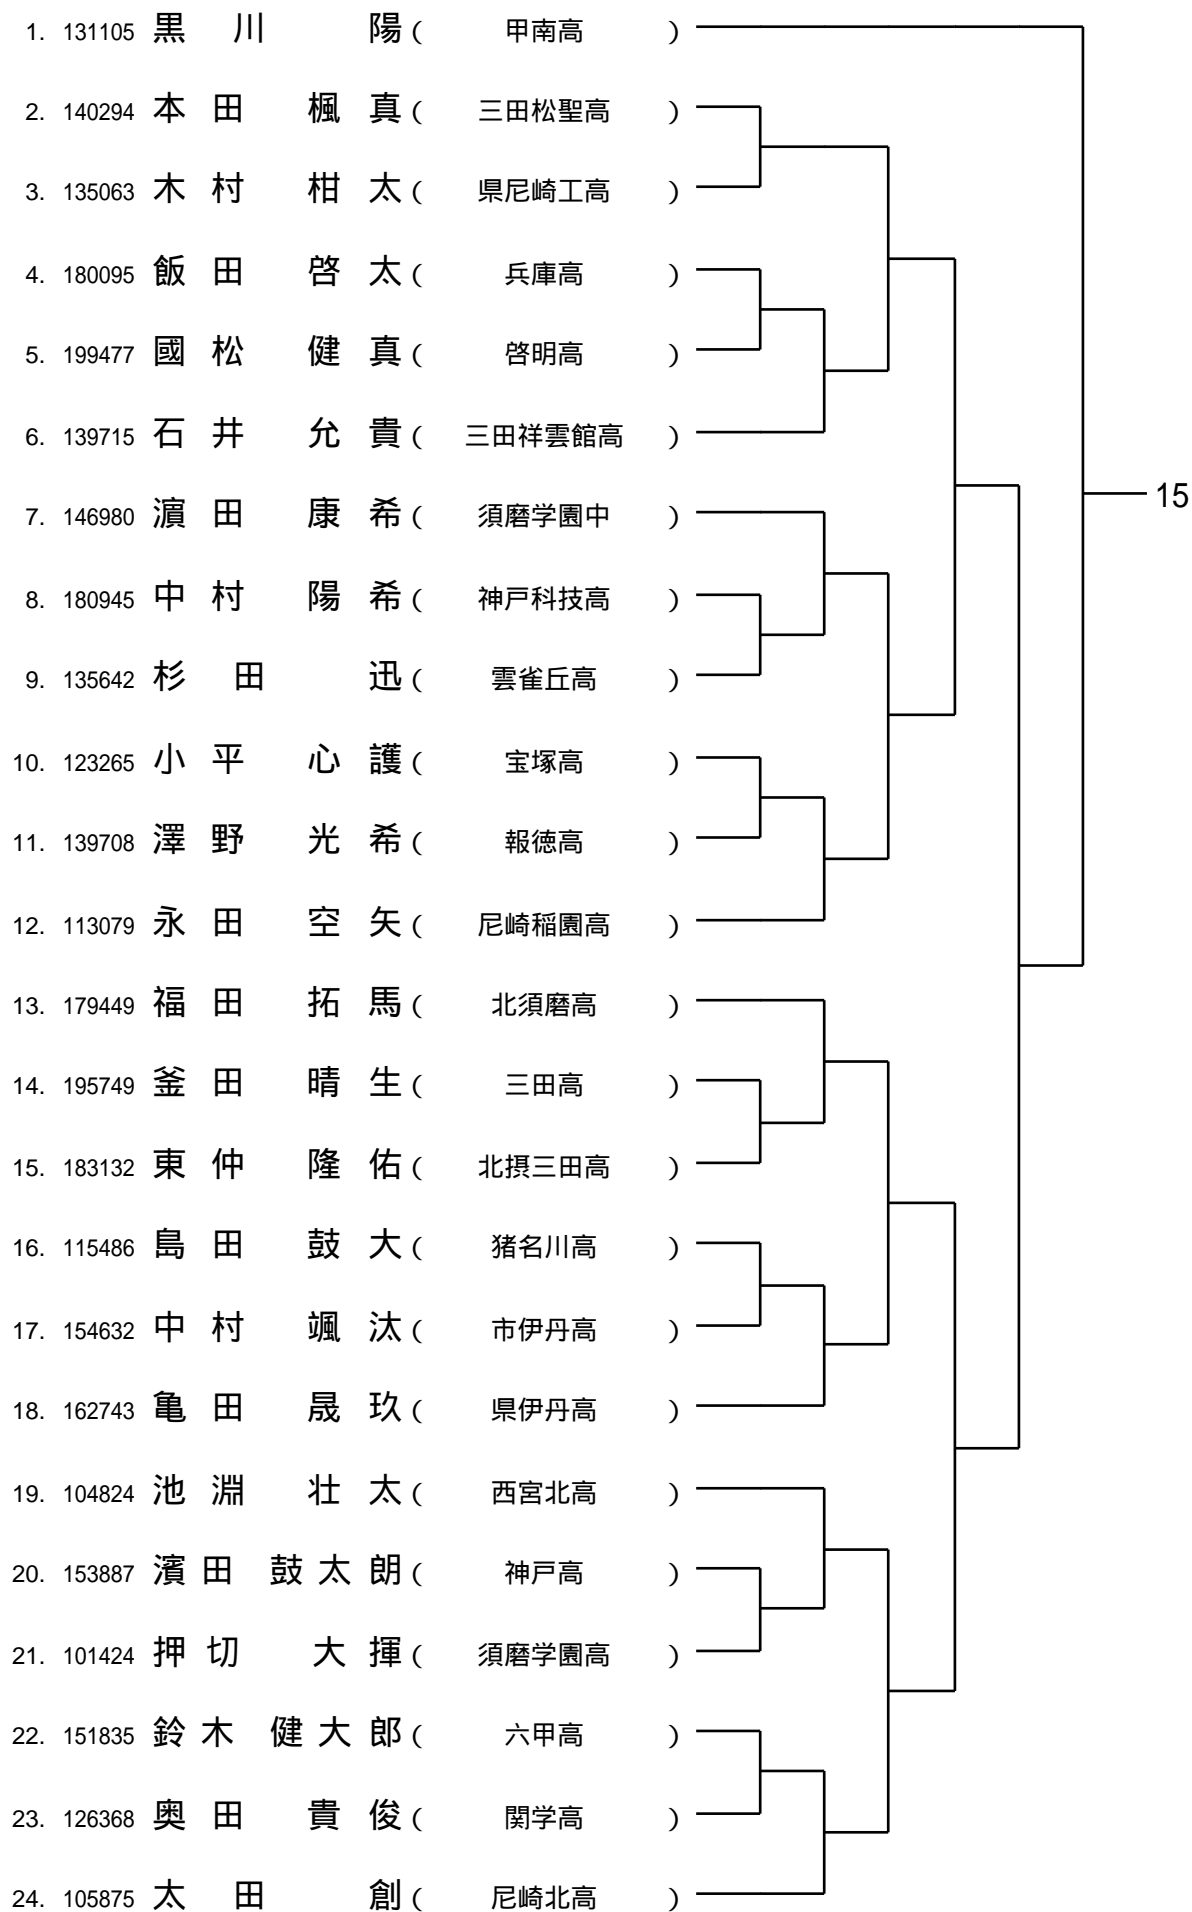 1. 131105 黒川 陽 ( 甲南高 )
2. 140294 本田 楓真 ( 三田松聖高 )
3. 135063 木村 柑太 ( 県尼崎工高 )
4. 180095 飯田 啓太 ( 兵庫高 )
5. 199477 國松 健真 ( 啓明高 )
6. 139715 石井 允貴 ( 三田祥雲館高 )
15
7. 146980 濵田 康希 ( 須磨学園中 )
8. 180945 中村 陽希 ( 神戸科技高 )
9. 135642 杉田 迅 ( 雲雀丘高 )
10. 123265 小平 心護 ( 宝塚高 )
11. 139708 澤野 光希 ( 報徳高 )
12. 113079 永田 空矢 ( 尼崎稲園高 )
13. 179449 福田 拓馬 ( 北須磨高 )
14. 195749 釜田 晴生 ( 三田高 )
15. 183132 東仲 隆佑 ( 北摂三田高 )
16. 115486 島田 鼓大 ( 猪名川高 )
17. 154632 中村 颯汰 ( 市伊丹高 )
18. 162743 亀田 晟玖 ( 県伊丹高 )
19. 104824 池淵 壮太 ( 西宮北高 )
20. 153887 濱田 鼓太朗 ( 神戸高 )
21. 101424 押切 大揮 ( 須磨学園高 )
22. 151835 鈴木 健大郎 ( 六甲高 )
23. 126368 奥田 貴俊 ( 関学高 )
24. 105875 太田 創 ( 尼崎北高 )